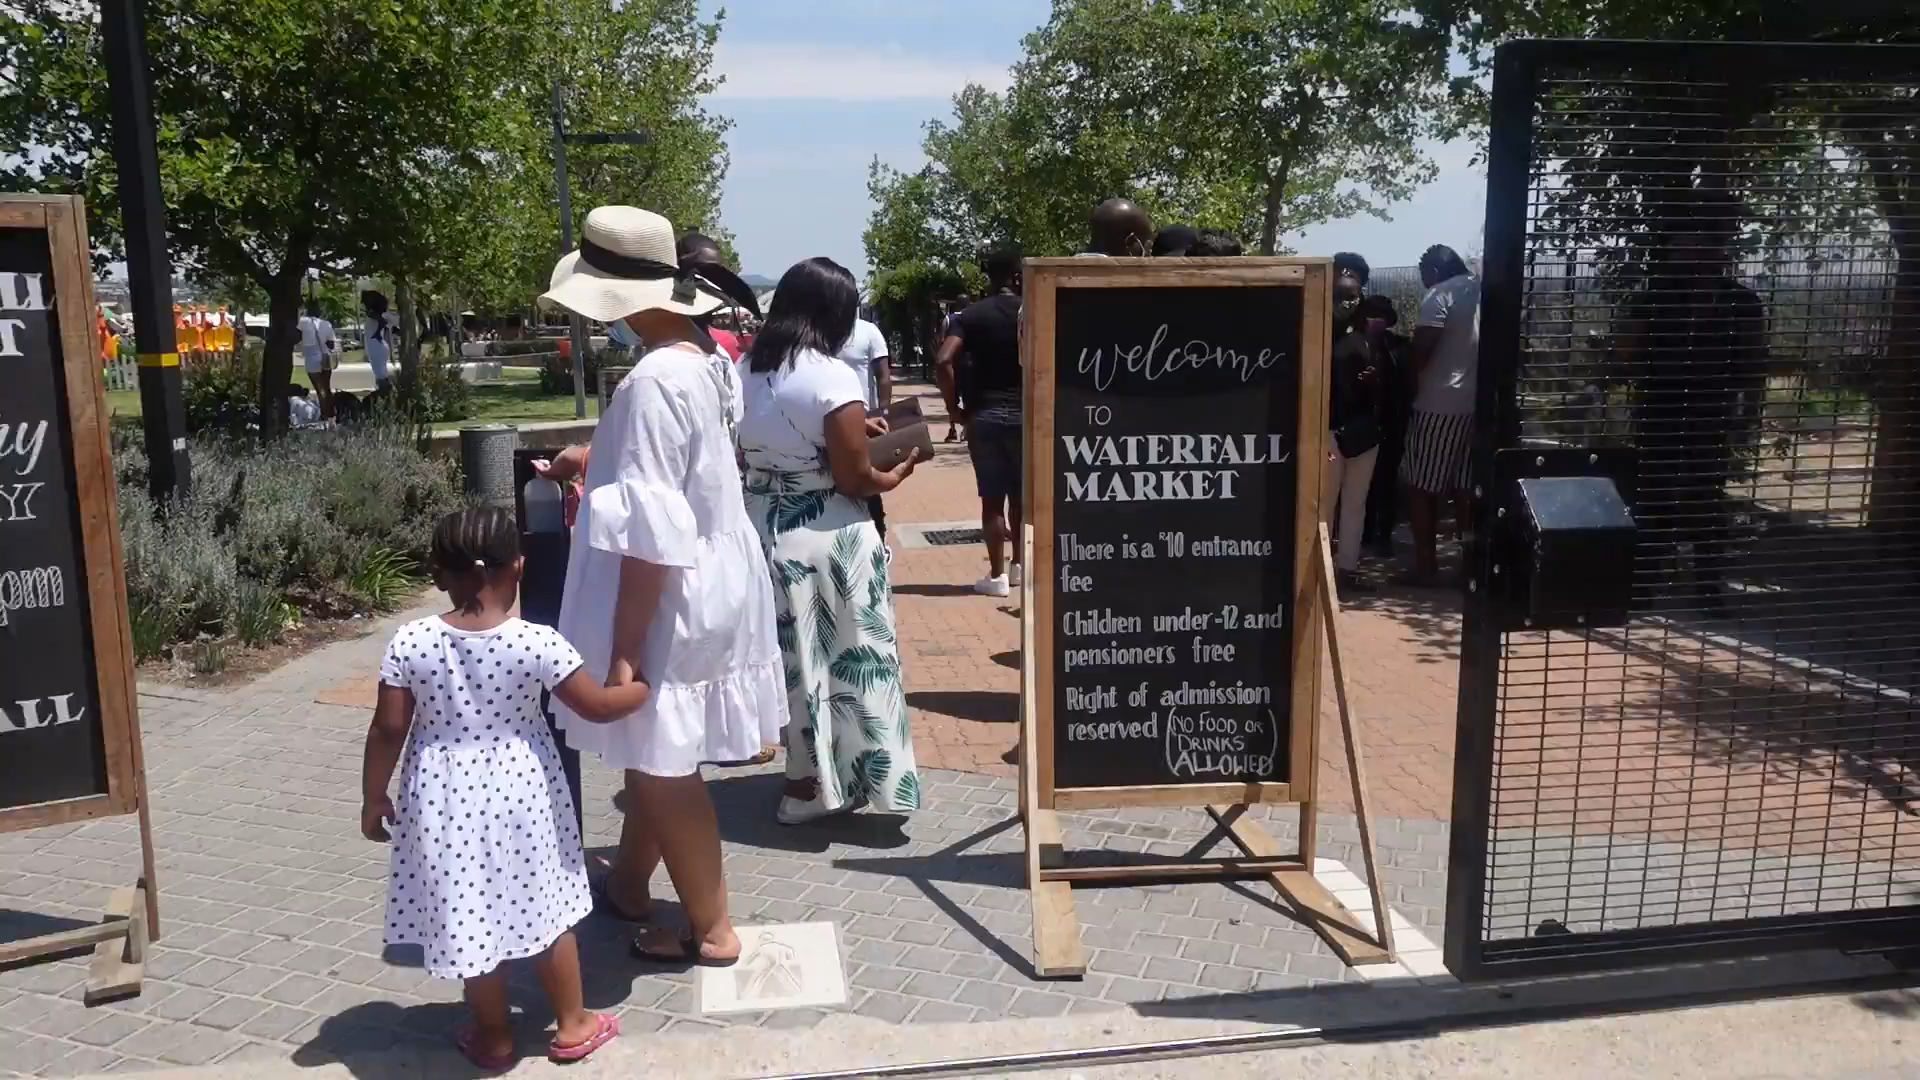 ALL
welcome
TO
WATERFALL
MARKET
There is a R10 entrance
fee
Children under-12 and
pensioners free
Right of admission
reserved (NO FOOD OR
DRINKS
ALLOWED)